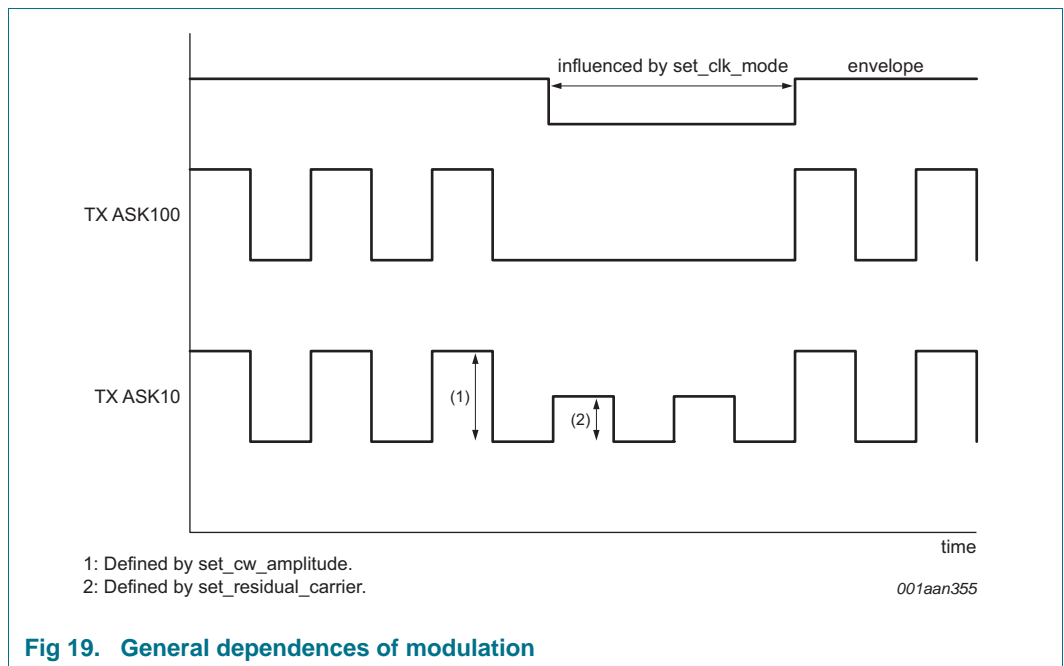 influenced by set_clk_mode
envelope
TX ASK100
TX ASK10
(1)
(2)
time
1: Defined by set_cw_amplitude.
2: Defined by set_residual_carrier.
001aan355
Fig 19. General dependences of modulation